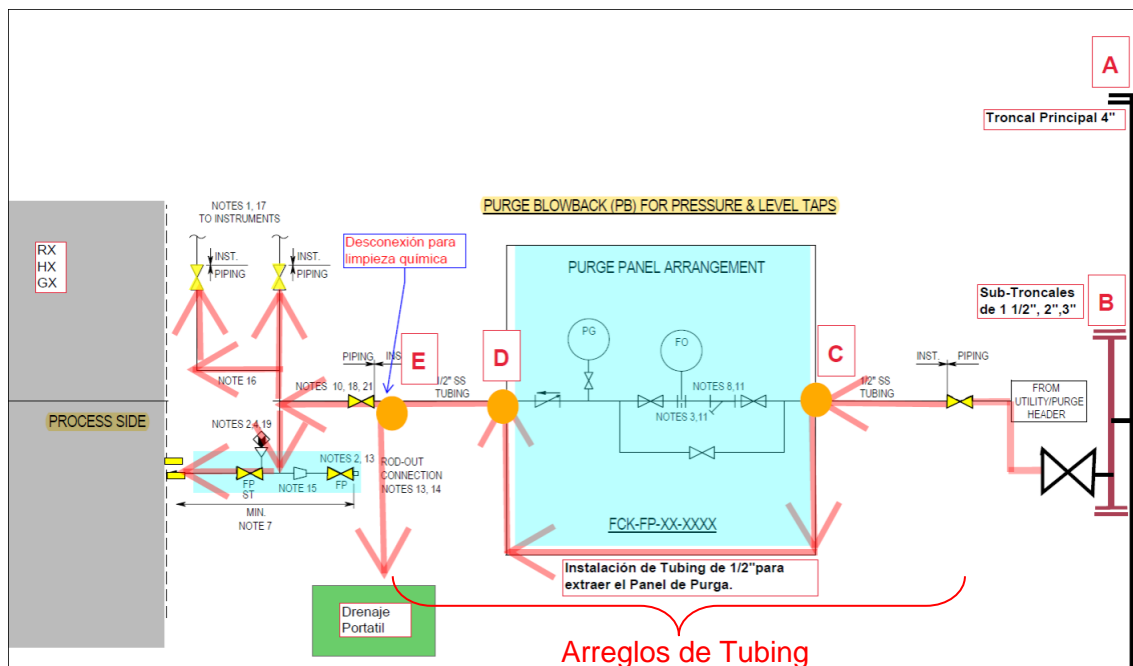 A
Troncal Principal 4"
PURGE BLOWBACK (PB) FOR PRESSURE & LEVEL TAPS
NOTES 1, 17
TO INSTRUMENTS
Desconexión para
limpieza química
RX
HX
GX
INST.
PIPING
INST.
PIPING
PURGE PANEL ARRANGEMENT
Sub-Troncales
de 1 1/2", 2",3"
B
PG
FO
E
D
C
PIPING
INST.
PIPING
NOTE 16
NOTES 10, 18, 21
1/2" SS
TUBING
NOTES 8,11
NOTES 3,11
1/2" SS
TUBING
FROM
UTILITY/PURGE
HEADER
PROCESS SIDE
NOTES 2,4,19
NOTES 2, 13
ROD-OUT
CONNECTION
NOTES 13, 14
FP
ST
NOTE 15
FP
MIN.
NOTE 7
FCK-FP-XX-XXXX
Instalación de Tubing de 1/2"para
extraer el Panel de Purga.
Drenaje
Portatil
Arreglos de Tubing